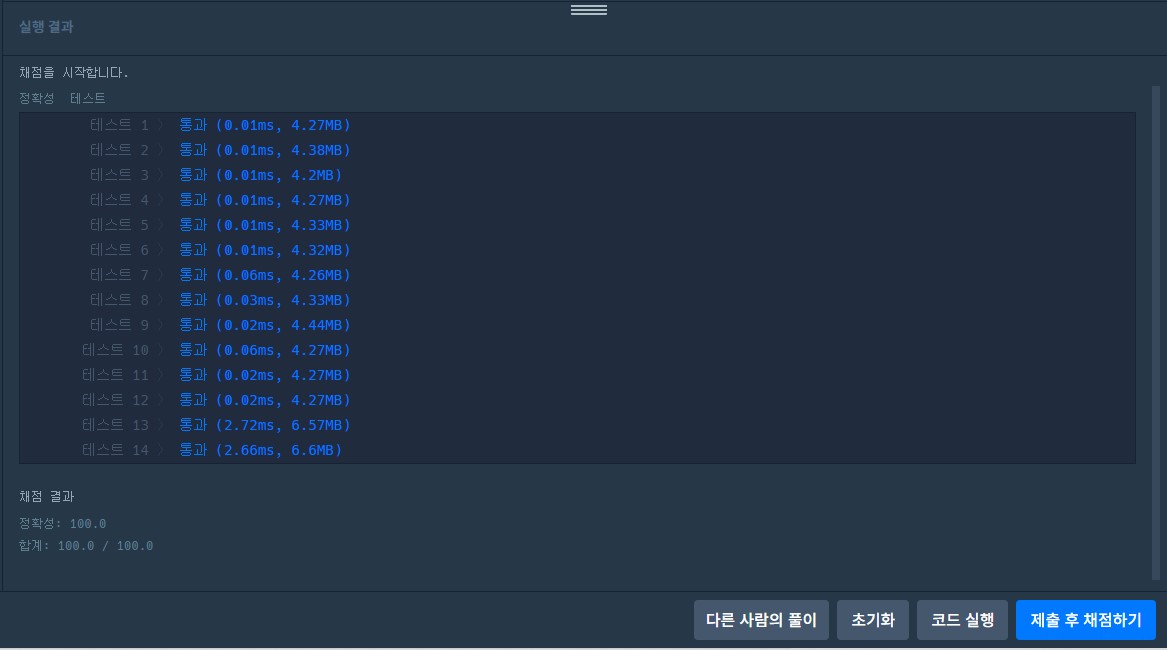 실행 결과
채점을 시작합니다.
정확성 테스트
테스트 1 〉 통과 (0.01ms, 4.27MB)
테스트 2 〉 통과 (0.01ms, 4.38MB)
테스트 3 〉 통과 (0.01ms, 4.2MB)
테스트 4 〉 통과 (0.01ms, 4.27MB)
테스트 5 〉 통과 (0.01ms, 4.33MB)
테스트 6 〉 통과 (0.01ms, 4.32MB)
테스트 7 〉 통과 (0.06ms, 4.26MB)
테스트 8 〉 통과 (0.03ms, 4.33MB)
테스트 9 〉 통과 (0.02ms, 4.44MB)
테스트 10 〉 통과 (0.06ms, 4.27MB)
테스트 11 〉 통과 (0.02ms, 4.27MB)
테스트 12 〉 통과 (0.02ms, 4.27MB)
테스트 13 〉 통과 (2.72ms, 6.57MB)
테스트 14 〉 통과 (2.66ms, 6.6MB)
채점 결과
정확성: 100.0
합계: 100.0 / 100.0
다른 사람의 풀이 초기화 코드 실행 제출 후 채점하기